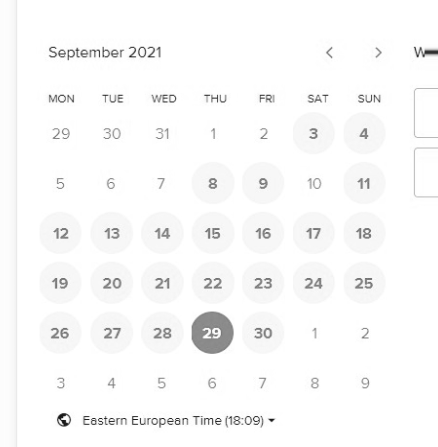 September 2021
MON TUE WED THU FRI SAT SUN
29 30 31 1 2 3 4
5 6 7 8 9 10 11
12 13 14 15 16 17 18
19 20 21 22 23 24 25
26 27 28 29 30 1 2
3 4 5 6 7 8 9
Eastern European Time (18:09)